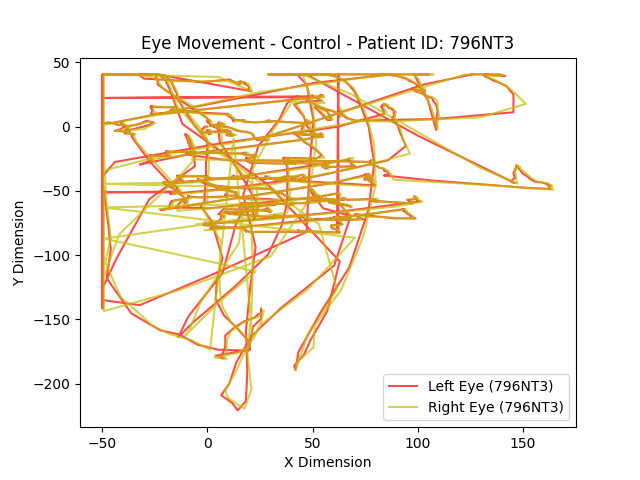 Eye Movement - Control - Patient ID: 796NT3
50
0
−50
−100
−150
−200
Y Dimension
−50
0
50
100
150
X Dimension
Left Eye (796NT3)
Right Eye (796NT3)